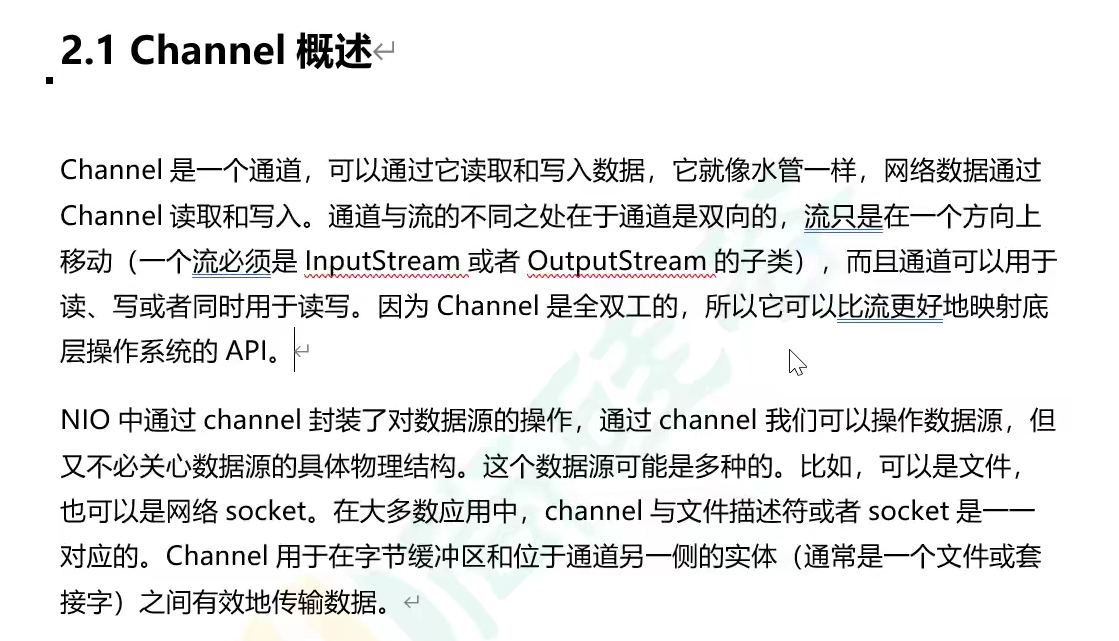 2.1 Channel 概述
Channel 是一个通道，可以通过它读取和写入数据，它就像水管一样，网络数据通过
Channel 读取和写入。通道与流的不同之处在于通道是双向的，流只是在一个方向上
移动（一个流必须是 InputStream 或者 OutputStream 的子类），而且通道可以用于
读、写或者同时用于读写。因为 Channel 是全双工的，所以它可以比流更好地映射底
层操作系统的 API。
NIO 中通过 channel 封装了对数据源的操作，通过 channel 我们可以操作数据源，但
又不必关心数据源的具体物理结构。这个数据源可能是多种的。比如，可以是文件，
也可以是网络 socket。在大多数应用中，channel 与文件描述符或者 socket 是一一
对应的。Channel 用于在字节缓冲区和位于通道另一侧的实体（通常是一个文件或套
接字）之间有效地传输数据。